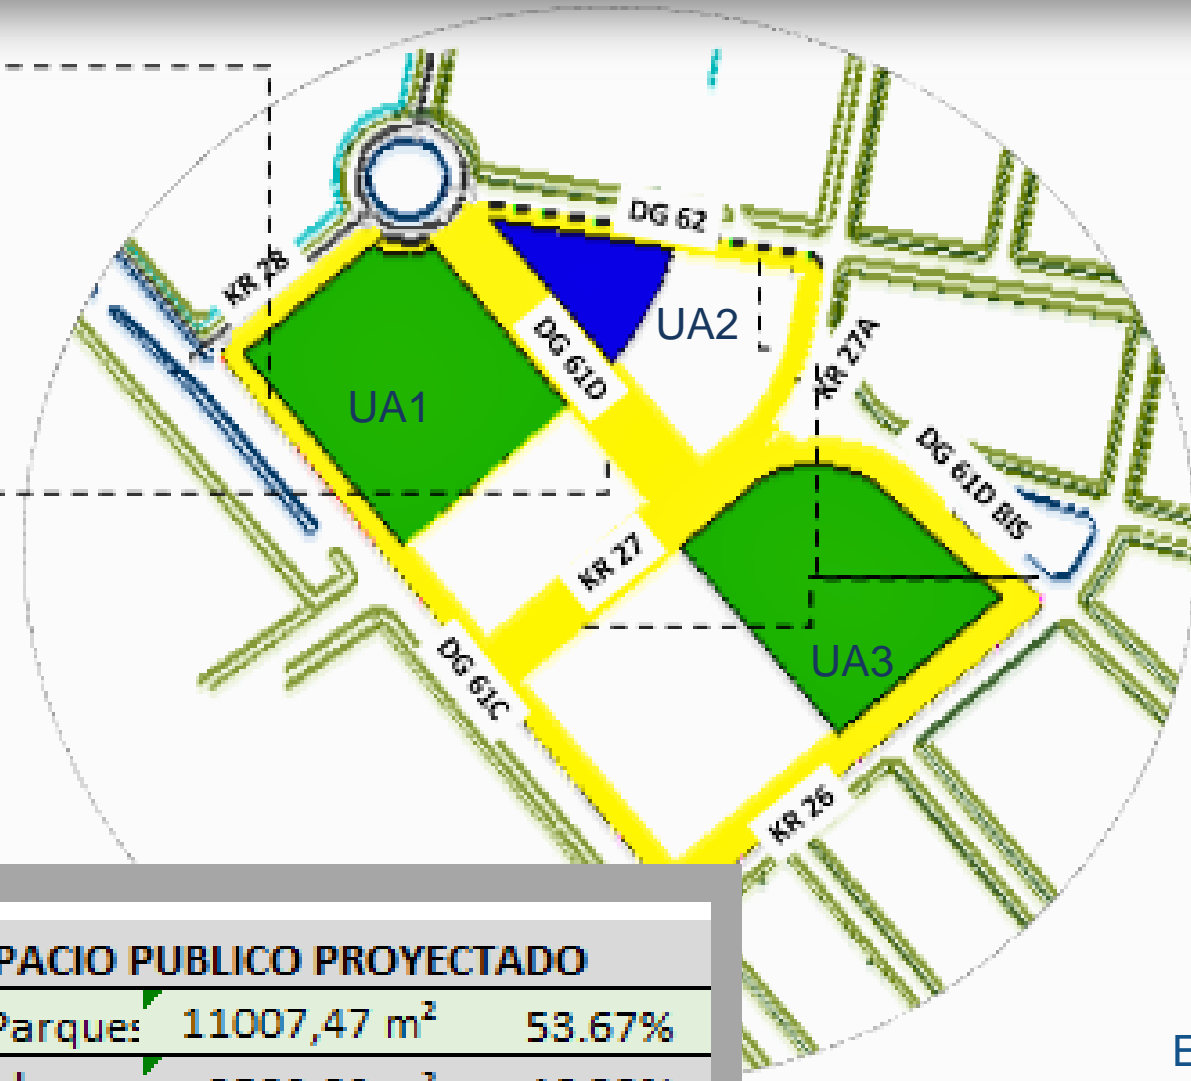 DG 62
KR 28
UA2
DG 61D
KR 27A
UA1
DG 61D BIS
KR 27
DG 61C
UA3
KR 26
PACIO PUBLICO PROYECTADO
Parques 11007,47 m² 53.67%
E